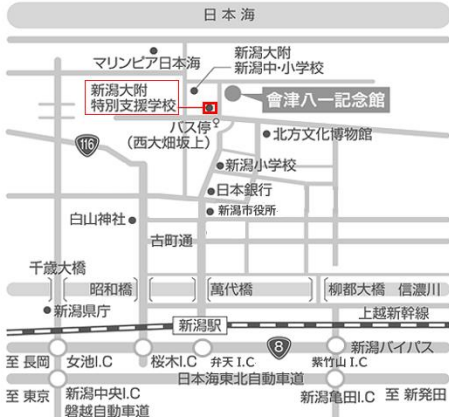 日本海
マリンピア日本海
新潟大附
新潟中・小学校
新潟大附
特別支援学校
會津八一記念館
バス停
(西大畑坂上)
北方文化博物館
116
新潟小学校
日本銀行
新潟市役所
白山神社
古町通
千歳大橋
昭和橋
萬代橋
柳都大橋
信濃川
新潟県庁
上越新幹線
新潟駅
8
新潟バイパス
至 長岡
女池I.C
桜木I.C
弁天 I.C
紫竹山 I.C
日本海東北自動車道
至 東京
新潟中央I.C
磐越自動車道
新潟亀田I.C
至 新発田